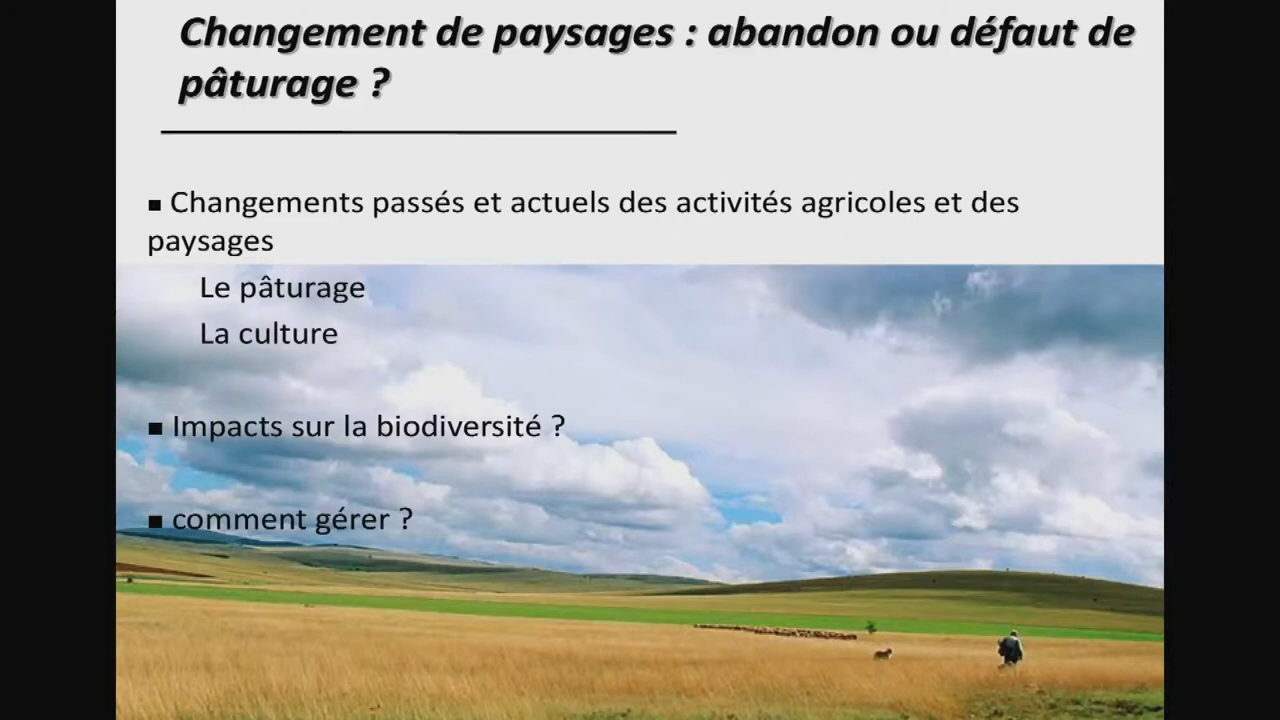 Changement de paysages : abandon ou défaut de
pâturage ?
▪ Changements passés et actuels des activités agricoles et des
paysages
Le pâturage
La culture
▪ Impacts sur la biodiversité ?
▪ comment gérer ?